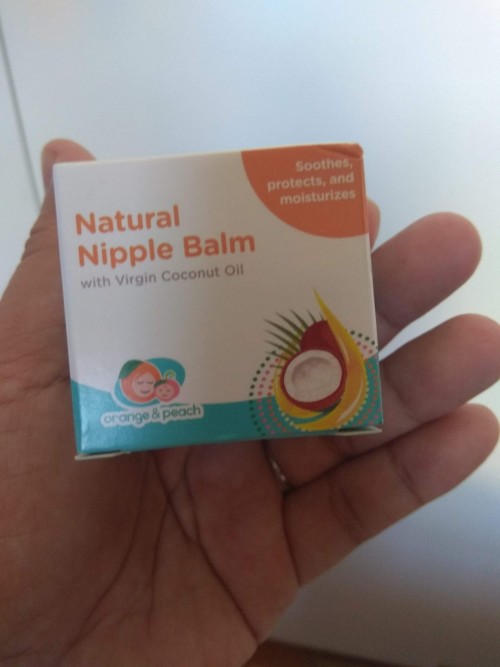 Soothes,
protects, and
moisturizes
Natural
Nipple Balm
with Virgin Coconut Oil
orange & peach